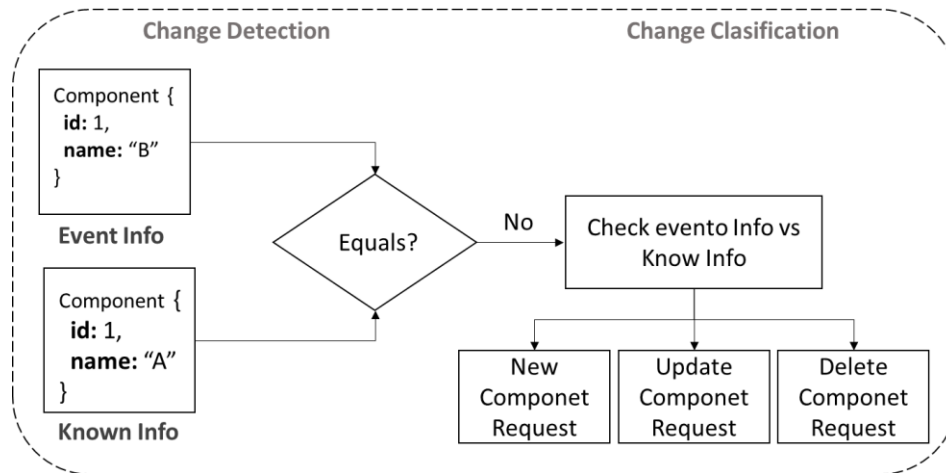 Change Detection
Change Clasification
Component {
id: 1,
name: “B”
}
Event Info
Component {
id: 1,
name: “A”
}
Known Info
Equals?
No
Check evento Info vs
Know Info
New
Componet
Request
Update
Componet
Request
Delete
Componet
Request